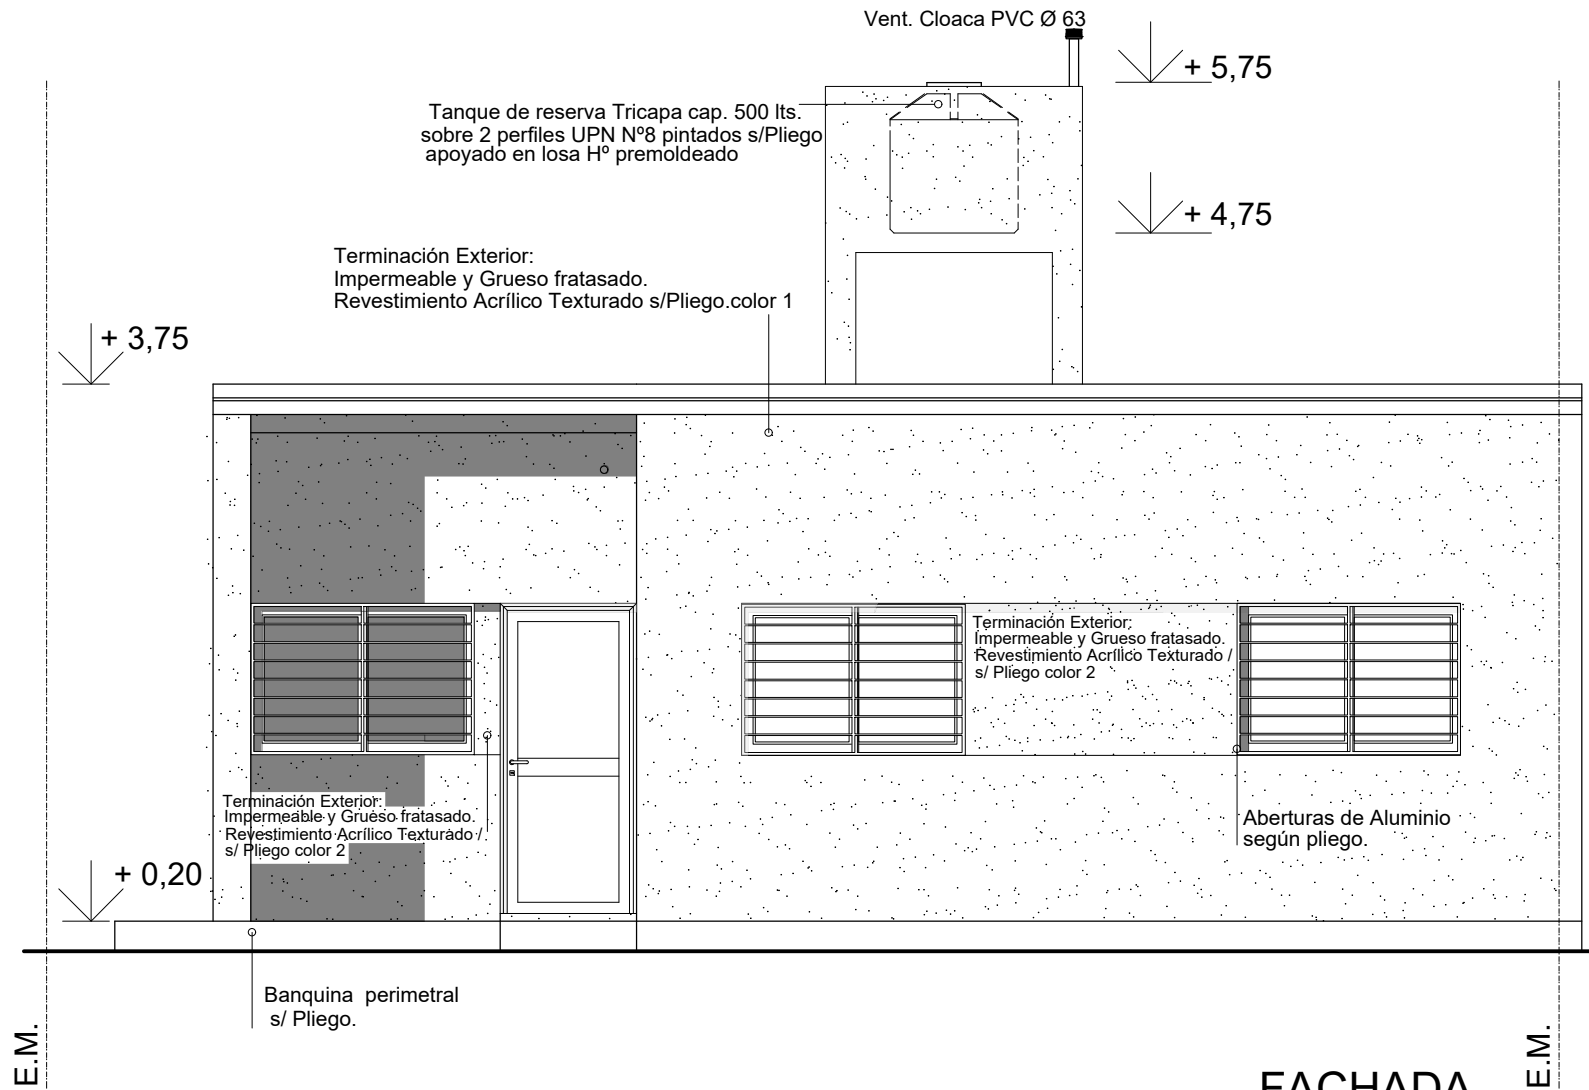 Vent. Cloaca PVC Ø 63
+ 5,75
Tanque de reserva Tricapa cap. 500 lts.
sobre 2 perfiles UPN Nº8 pintados s/Pliego
apoyado en losa Hº premoldeado
+ 4,75
Terminación Exterior:
Impermeable y Grueso fratasado.
Revestimiento Acrílico Texturado s/Pliego.color 1
+ 3,75
Terminación Exterior:
Impermeable y Grueso fratasado.
Revestimiento Acrílico Texturado /
s/ Pliego color 2
Terminación Exterior:
Impermeable y Grueso fratasado.
Revestimiento Acrílico Texturado /
s/ Pliego color 2
Aberturas de Aluminio
según pliego.
+ 0,20
Banquina perimetral
s/ Pliego.
E.M.
E.M.
FACHADA